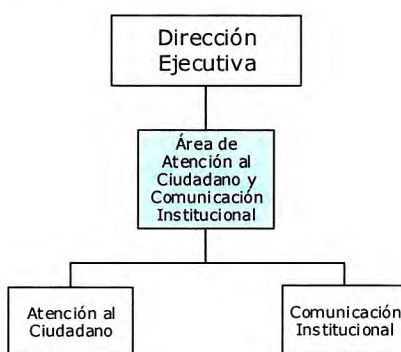 Dirección
Ejecutiva
Área de
Atención al
Ciudadano y
Comunicación
Institucional
Atención al
Ciudadano
Comunicación
Institucional